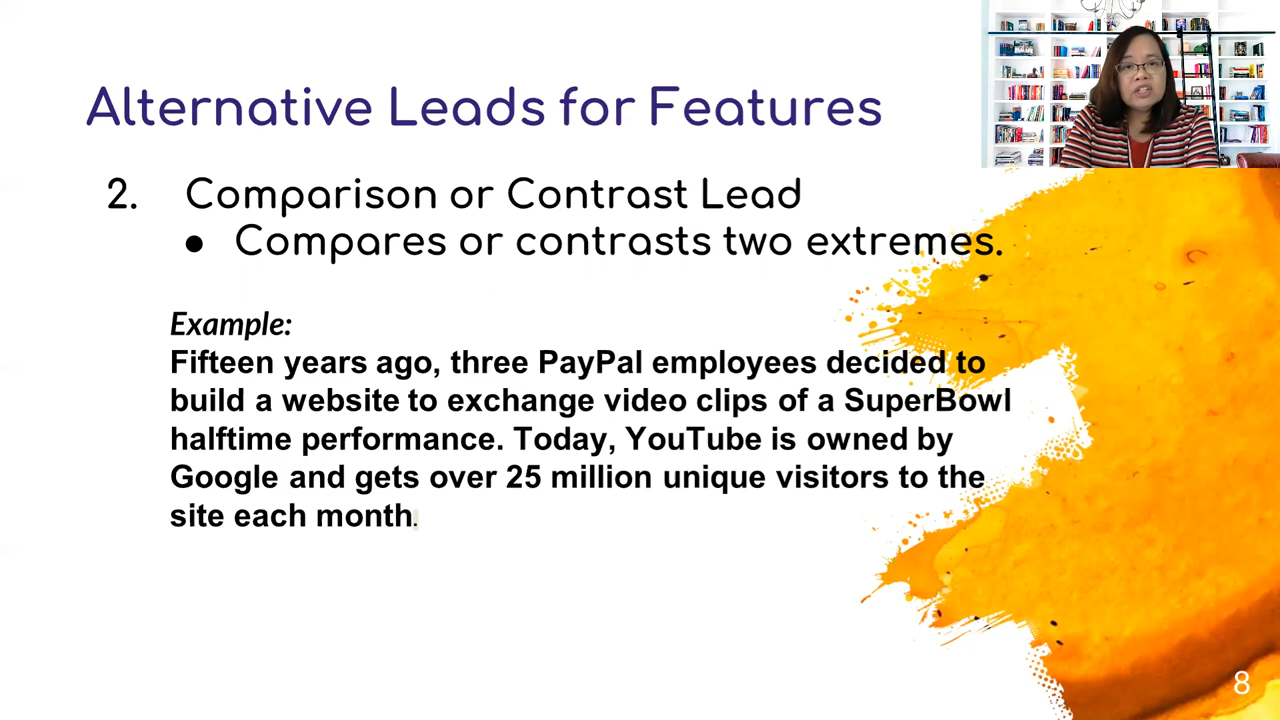 Alternative Leads for Features
2. Comparison or Contrast Lead
● Compares or contrasts two extremes.
Example:
Fifteen years ago, three PayPal employees decided to
build a website to exchange video clips of a SuperBowl
halftime performance. Today, YouTube is owned by
Google and gets over 25 million unique visitors to the
site each month.
8